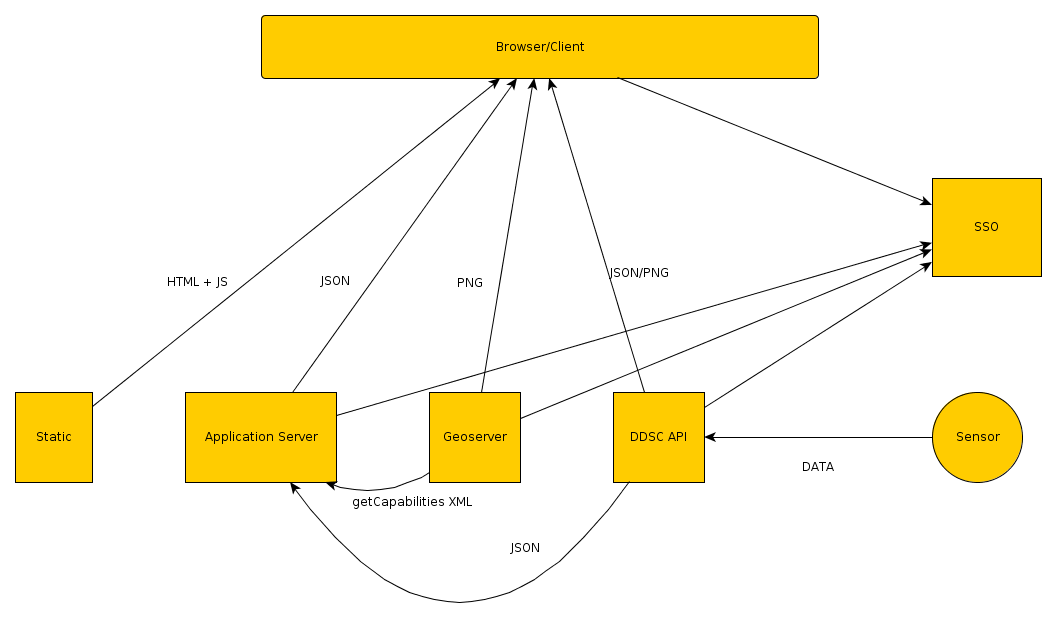 Browser/Client
SSO
HTML + JS
JSON
PNG
JSON/PNG
Static
Application Server
Geoserver
DDSC API
Sensor
DATA
getCapabilities XML
JSON